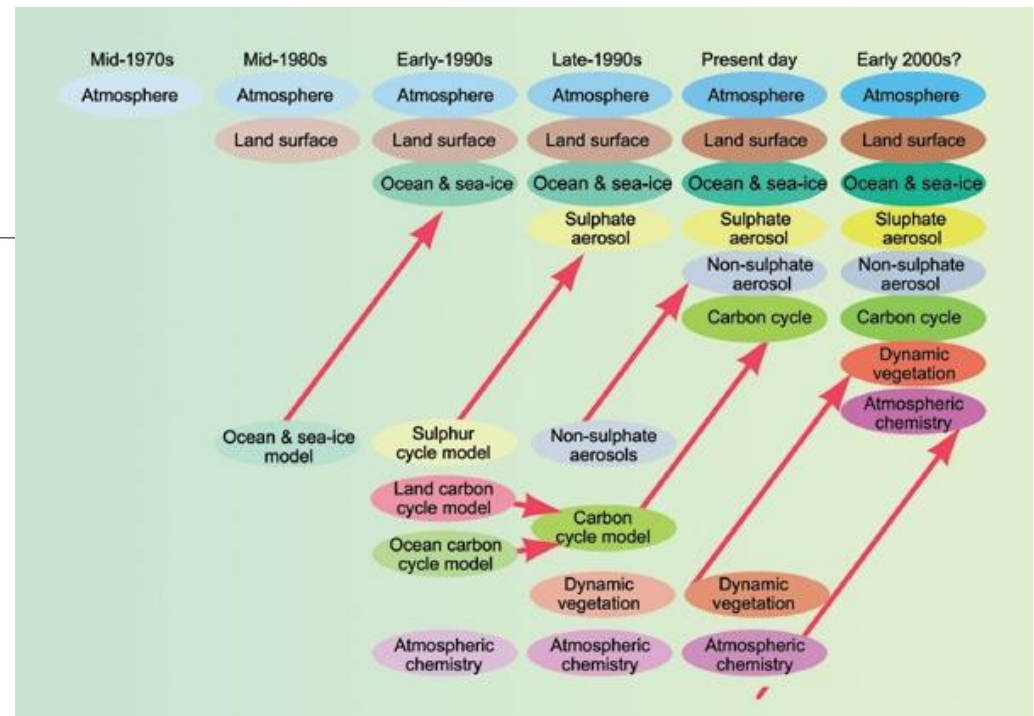 Mid-1970s
Mid-1980s
Early-1990s
Late-1990s
Present day
Early 2000s?
Atmosphere
Atmosphere
Atmosphere
Atmosphere
Atmosphere
Atmosphere
Land surface
Land surface
Land surface
Land surface
Land surface
Ocean & sea-ice
Ocean & sea-ice
Ocean & sea-ice
Ocean & sea-ice
Sulphate
aerosol
Sulphate
aerosol
Sluphate
aerosol
Non-sulphate
aerosol
Non-sulphate
aerosol
Carbon cycle
Carbon cycle
Dynamic
vegetation
Atmospheric
chemistry
Ocean & sea-ice
model
Sulphur
cycle model
Non-sulphate
aerosols
Land carbon
cycle model
Carbon
cycle model
Ocean carbon
cycle model
Dynamic
vegetation
Dynamic
vegetation
Atmospheric
chemistry
Atmospheric
chemistry
Atmospheric
chemistry